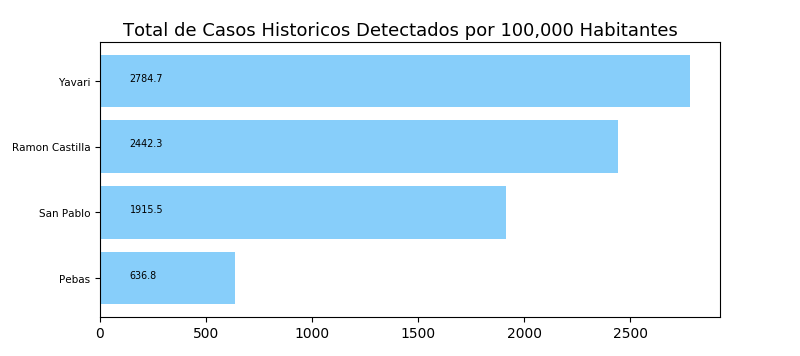 Total de Casos Historicos Detectados por 100,000 Habitantes
Yavari 2784.7
Ramon Castilla 2442.3
San Pablo 1915.5
Pebas 636.8
0 500 1000 1500 2000 2500